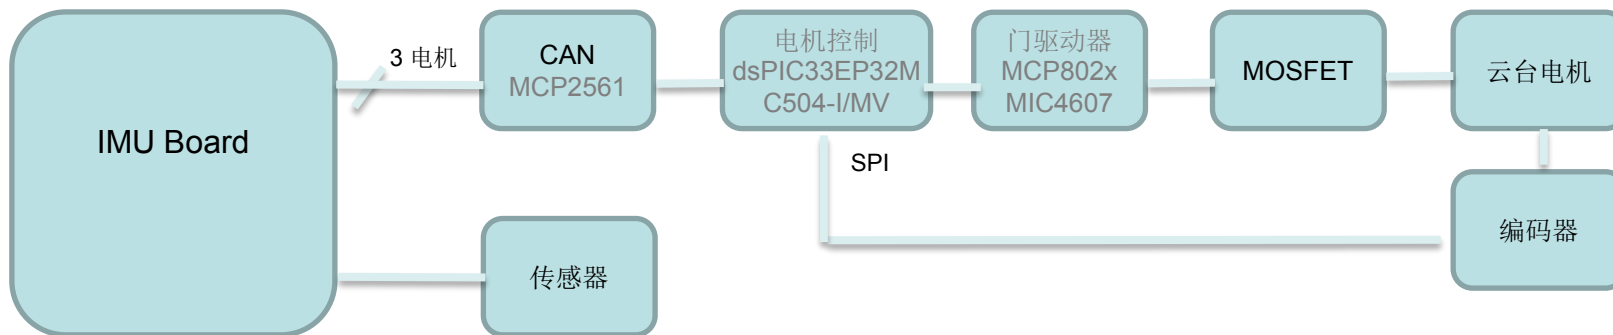 IMU Board
3 电机
CAN
MCP2561
电机控制
dsPIC33EP32M
C504-I/MV
门驱动器
MCP802x
MIC4607
MOSFET
云台电机
SPI
编码器
传感器